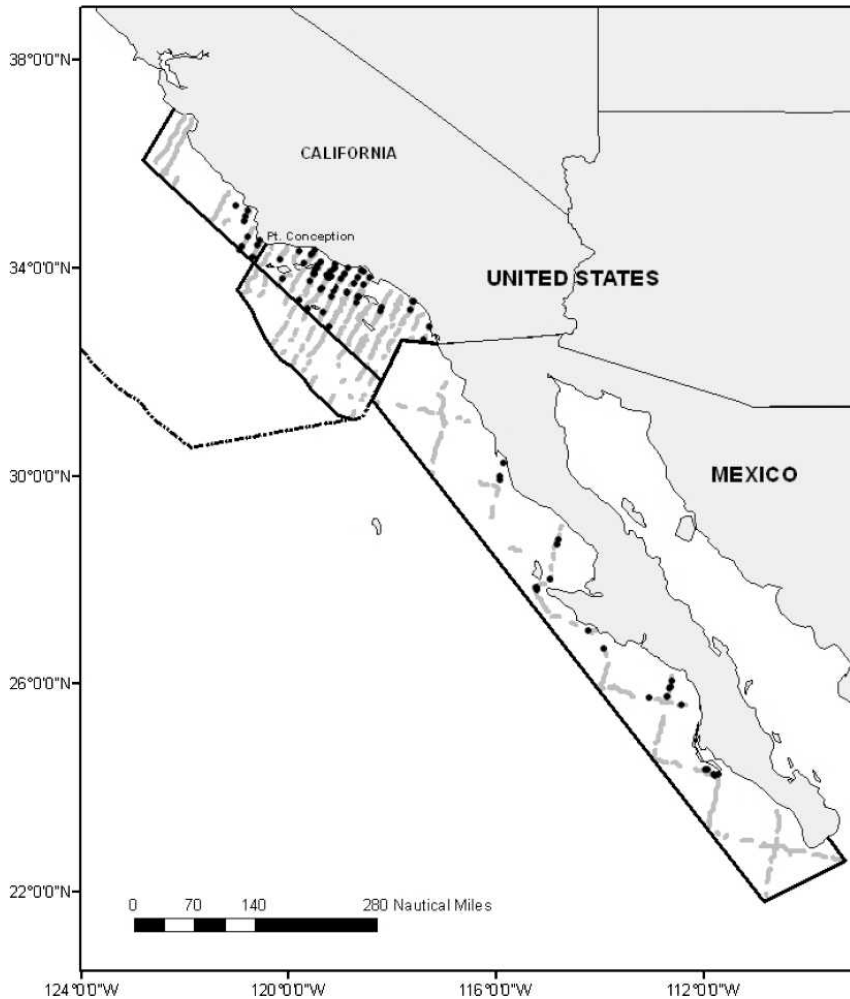 38°0'0"N
CALIFORNIA
Pt. Conception
34°0'0"N
UNITED STATES
30°0'0"N
MEXICO
26°0'0"N
22°0'0"N
0 70 140 280 Nautical Miles
124°0'0"W 120°0'0"W 116°0'0"W 112°0'0"W